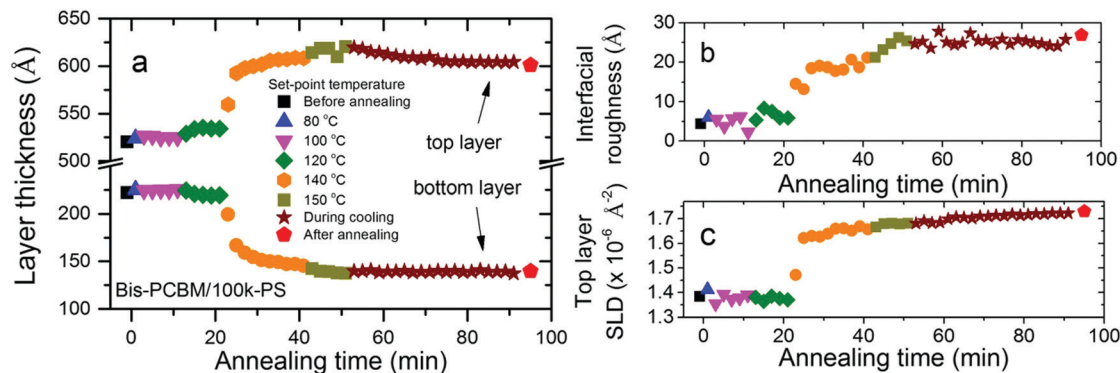 a
Layer thickness (Å)
650
600
550
500
250
200
150
100
Set-point temperature
Before annealing
80 °C
100 °C
120 °C
140 °C
150 °C
During cooling
After annealing
top layer
bottom layer
Bis-PCBM/100k-PS
0 20 40 60 80 100
Annealing time (min)
b
Interfacial
roughness (Å)
30
20
10
0
0 20 40 60 80 100
Annealing time (min)
c
Top layer
SLD (x 10⁻⁶ Å⁻²)
1.7
1.6
1.5
1.4
1.3
0 20 40 60 80 100
Annealing time (min)